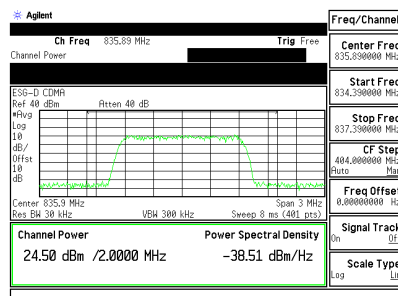 Agilent
Freq/Channel
Ch Freq 835.89 MHz Trig Free
Channel Power
Center Freq
835.890000 MHz
Start Freq
834.390000 MHz
Stop Freq
837.390000 MHz
CF Step
404.000000 MHz
Auto Man
Freq Offset
0.00000000 Hz
Signal Track
On Off
Scale Type
Log Lin
ESG-D CDMA
Ref 40 dBm Atten 40 dB
#Avg
Log
10
dB/
Offst
10
dB
Center 835.9 MHz Span 3 MHz
Res BW 30 kHz VBW 300 kHz Sweep 8 ms (401 pts)
Channel Power Power Spectral Density
24.50 dBm /2.0000 MHz -38.51 dBm/Hz